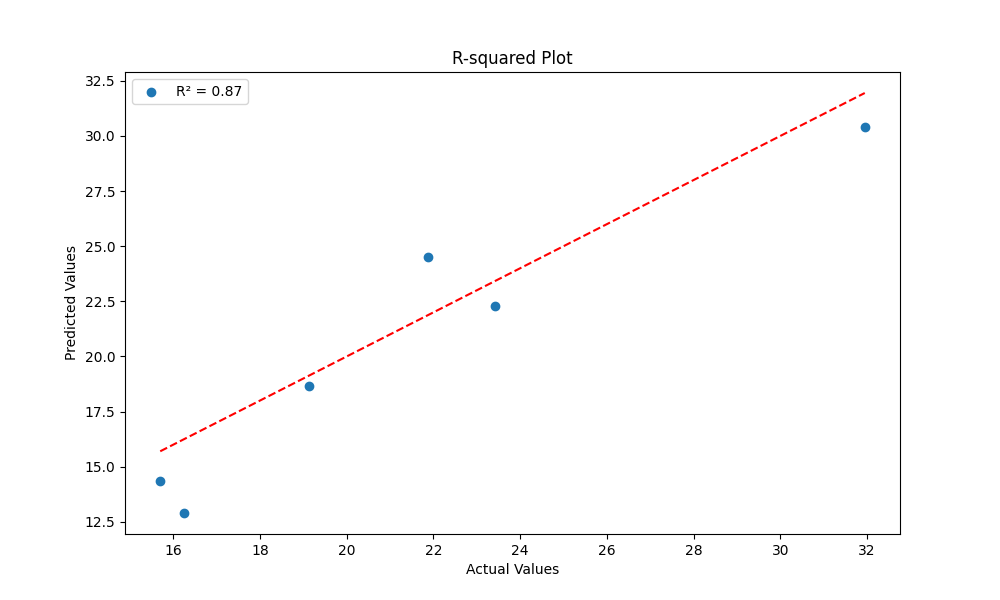 R-squared Plot
R² = 0.87
32.5
30.0
27.5
25.0
22.5
20.0
17.5
15.0
12.5
Predicted Values
16 18 20 22 24 26 28 30 32
Actual Values